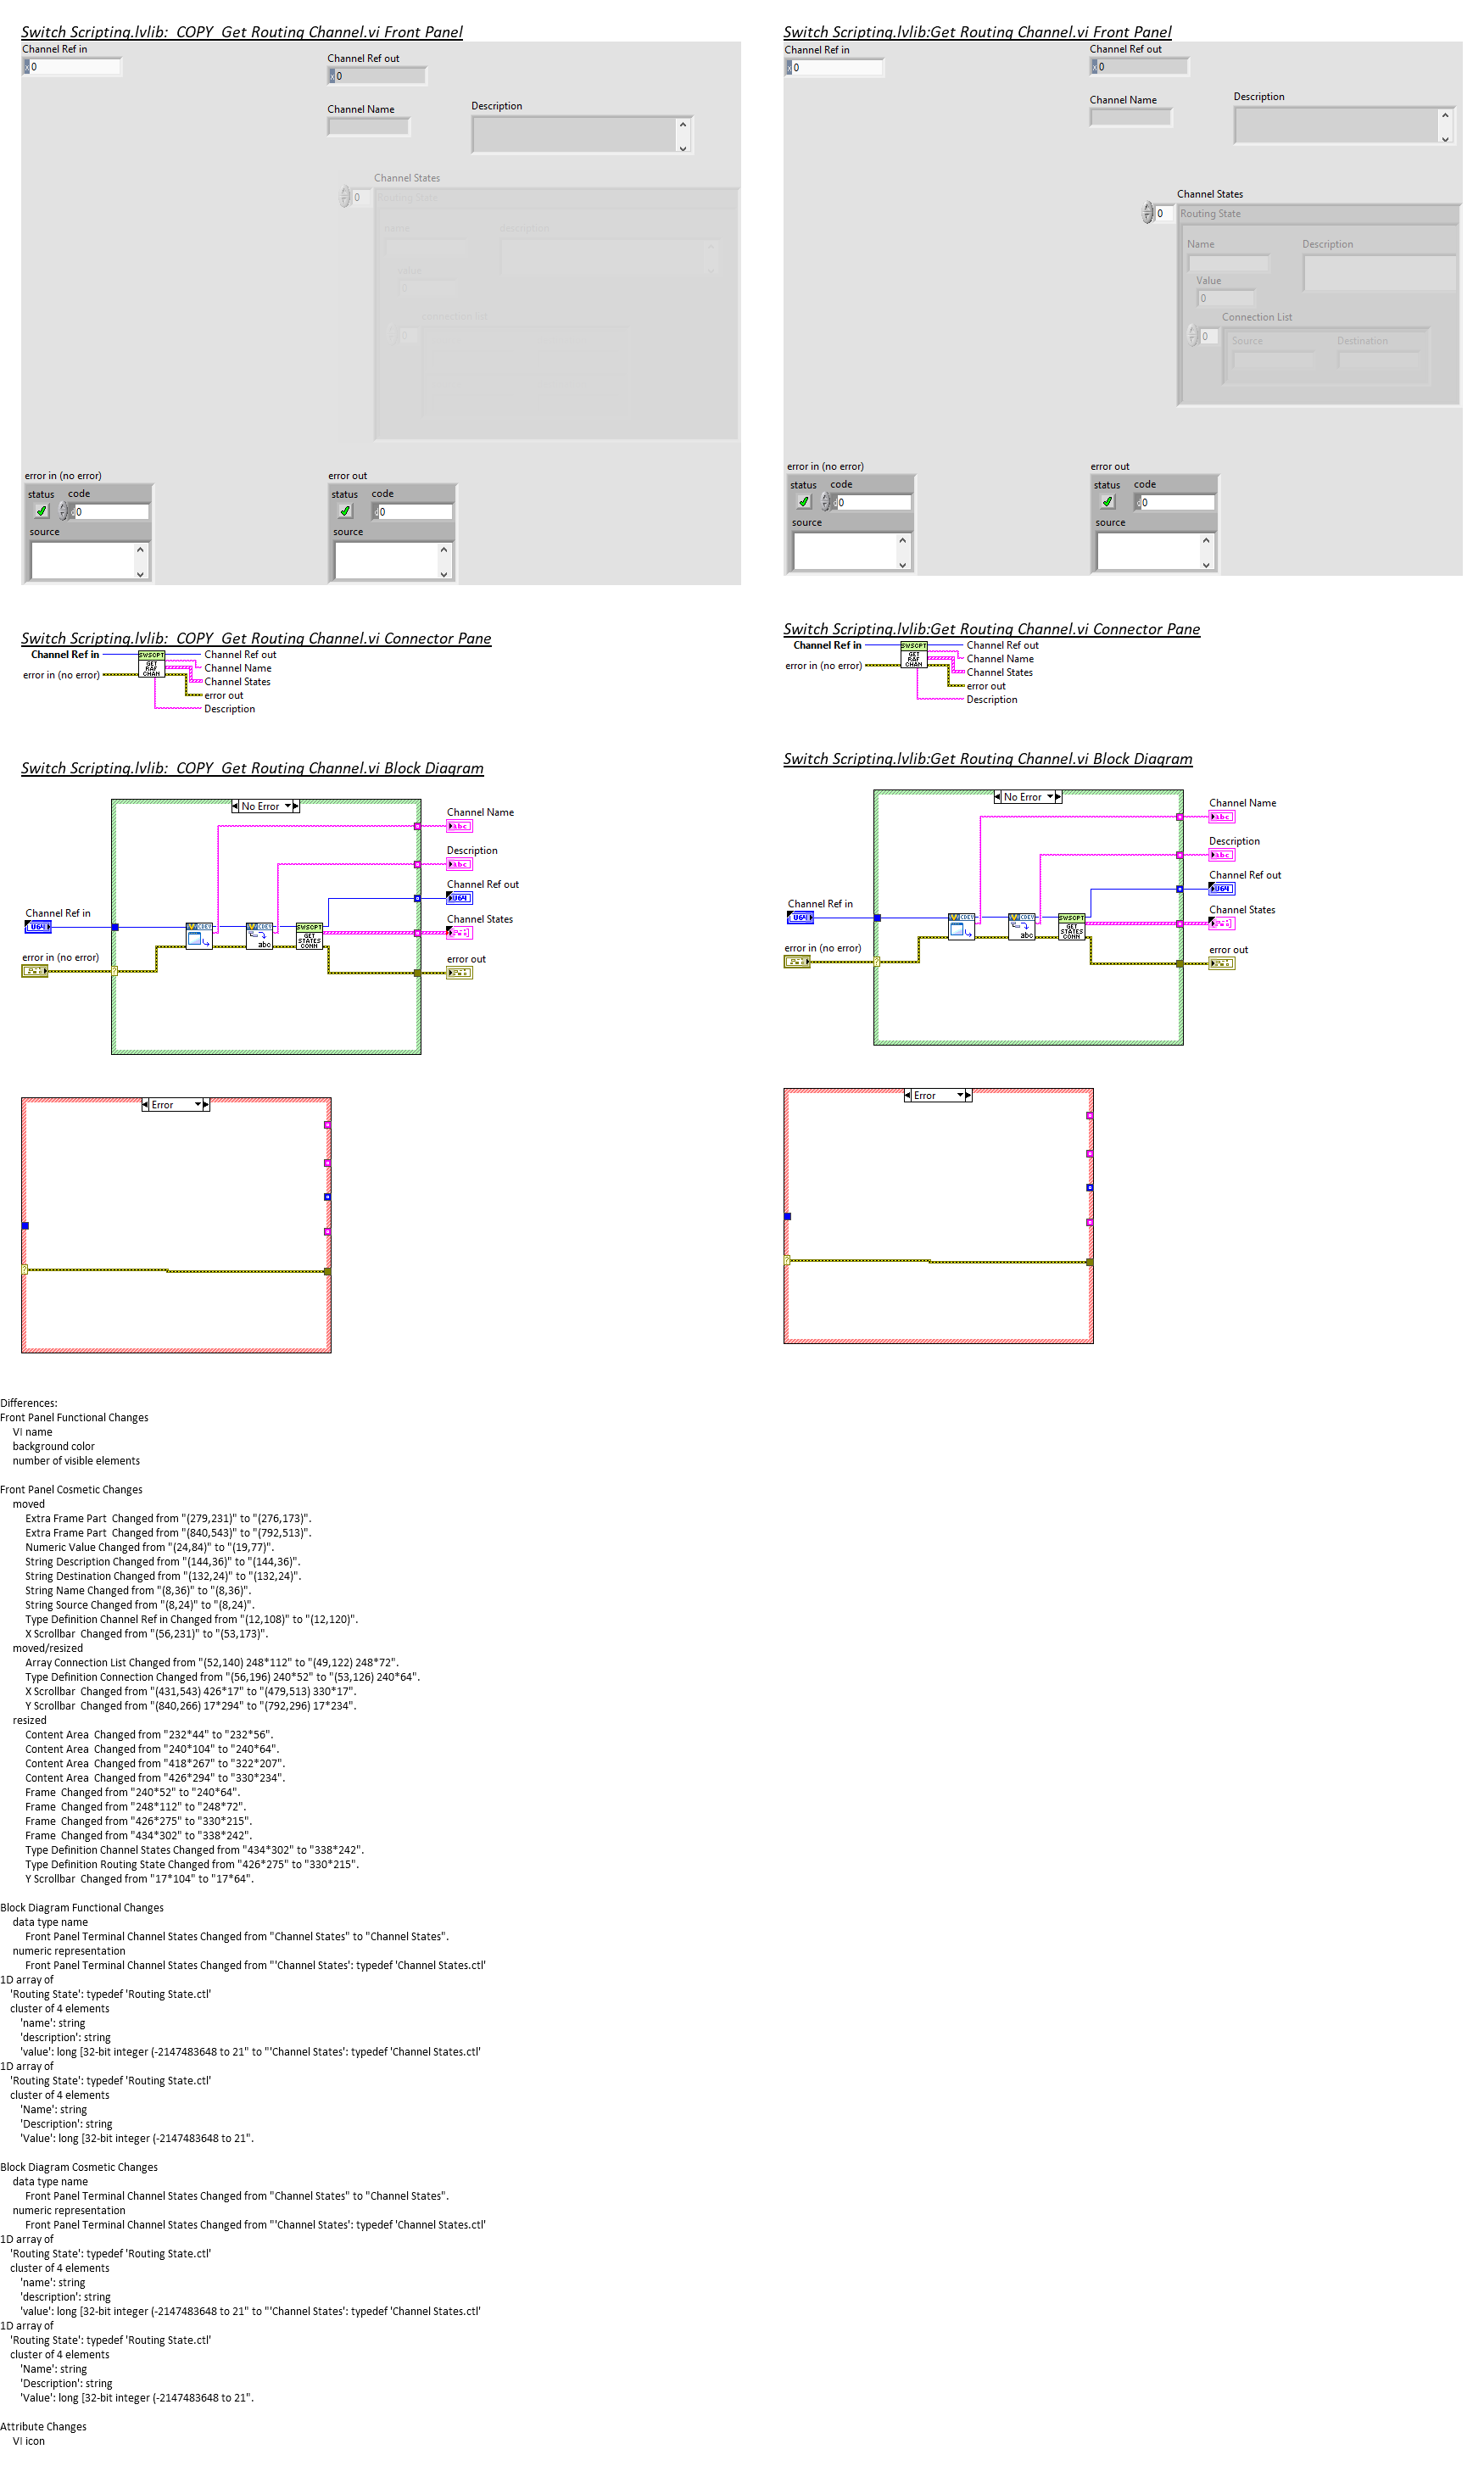 Switch Scripting.lvlib:  COPY  Get Routing Channel.vi Front Panel
Channel Ref in
x 0
Channel Ref out
x 0
Channel Name
Description
Channel States
0
Routing State
name
description
value
0
connection list
0
error in (no error)
status code
d 0
source
error out
status code
d 0
source
Switch Scripting.lvlib:Get Routing Channel.vi Front Panel
Channel Ref in
x 0
Channel Ref out
x 0
Channel Name
Description
Channel States
0
Routing State
Name
Description
Value
0
Connection List
0
Source
Destination
error in (no error)
status code
d 0
source
error out
status code
d 0
source
Switch Scripting.lvlib:  COPY  Get Routing Channel.vi Connector Pane
Channel Ref in
error in (no error)
SWSCPT
GET
RAF
CHAN
Channel Ref out
Channel Name
Channel States
error out
Description
Switch Scripting.lvlib:Get Routing Channel.vi Connector Pane
Channel Ref in
error in (no error)
SWSCPT
GET
RAF
CHAN
Channel Ref out
Channel Name
Channel States
error out
Description
Switch Scripting.lvlib:  COPY  Get Routing Channel.vi Block Diagram
No Error
Channel Name
abc
Description
abc
Channel Ref out
U64
Channel States
error out
Channel Ref in
U64
error in (no error)
CDEV
CDEV
abc
SWSCPT
GET
STATES
CONN
Error
Switch Scripting.lvlib:Get Routing Channel.vi Block Diagram
No Error
Channel Name
abc
Description
abc
Channel Ref out
U64
Channel States
error out
Channel Ref in
U64
error in (no error)
CDEV
CDEV
abc
SWSCPT
GET
STATES
CONN
Error
Differences:
Front Panel Functional Changes
VI name
background color
number of visible elements
Front Panel Cosmetic Changes
moved
Extra Frame Part  Changed from "(279,231)" to "(276,173)".
Extra Frame Part  Changed from "(840,543)" to "(792,513)".
Numeric Value Changed from "(24,84)" to "(19,77)".
String Description Changed from "(144,36)" to "(144,36)".
String Destination Changed from "(132,24)" to "(132,24)".
String Name Changed from "(8,36)" to "(8,36)".
String Source Changed from "(8,24)" to "(8,24)".
Type Definition Channel Ref in Changed from "(12,108)" to "(12,120)".
X Scrollbar  Changed from "(56,231)" to "(53,173)".
moved/resized
Array Connection List Changed from "(52,140) 248*112" to "(49,122) 248*72".
Type Definition Connection Changed from "(56,196) 240*52" to "(53,126) 240*64".
X Scrollbar  Changed from "(431,543) 426*17" to "(479,513) 330*17".
Y Scrollbar  Changed from "(840,266) 17*294" to "(792,296) 17*234".
resized
Content Area  Changed from "232*44" to "232*56".
Content Area  Changed from "240*104" to "240*64".
Content Area  Changed from "418*267" to "322*207".
Content Area  Changed from "426*294" to "330*234".
Frame  Changed from "240*52" to "240*64".
Frame  Changed from "248*112" to "248*72".
Frame  Changed from "426*275" to "330*215".
Frame  Changed from "434*302" to "338*242".
Type Definition Channel States Changed from "434*302" to "338*242".
Type Definition Routing State Changed from "426*275" to "330*215".
Y Scrollbar  Changed from "17*104" to "17*64".
Block Diagram Functional Changes
data type name
Front Panel Terminal Channel States Changed from "Channel States" to "Channel States".
numeric representation
Front Panel Terminal Channel States Changed from "'Channel States': typedef 'Channel States.ctl'
1D array of
'Routing State': typedef 'Routing State.ctl'
cluster of 4 elements
'name': string
'description': string
'value': long [32-bit integer (-2147483648 to 21" to "'Channel States': typedef 'Channel States.ctl'
1D array of
'Routing State': typedef 'Routing State.ctl'
cluster of 4 elements
'Name': string
'Description': string
'Value': long [32-bit integer (-2147483648 to 21".
Block Diagram Cosmetic Changes
data type name
Front Panel Terminal Channel States Changed from "Channel States" to "Channel States".
numeric representation
Front Panel Terminal Channel States Changed from "'Channel States': typedef 'Channel States.ctl'
1D array of
'Routing State': typedef 'Routing State.ctl'
cluster of 4 elements
'name': string
'description': string
'value': long [32-bit integer (-2147483648 to 21" to "'Channel States': typedef 'Channel States.ctl'
1D array of
'Routing State': typedef 'Routing State.ctl'
cluster of 4 elements
'Name': string
'Description': string
'Value': long [32-bit integer (-2147483648 to 21".
Attribute Changes
VI icon